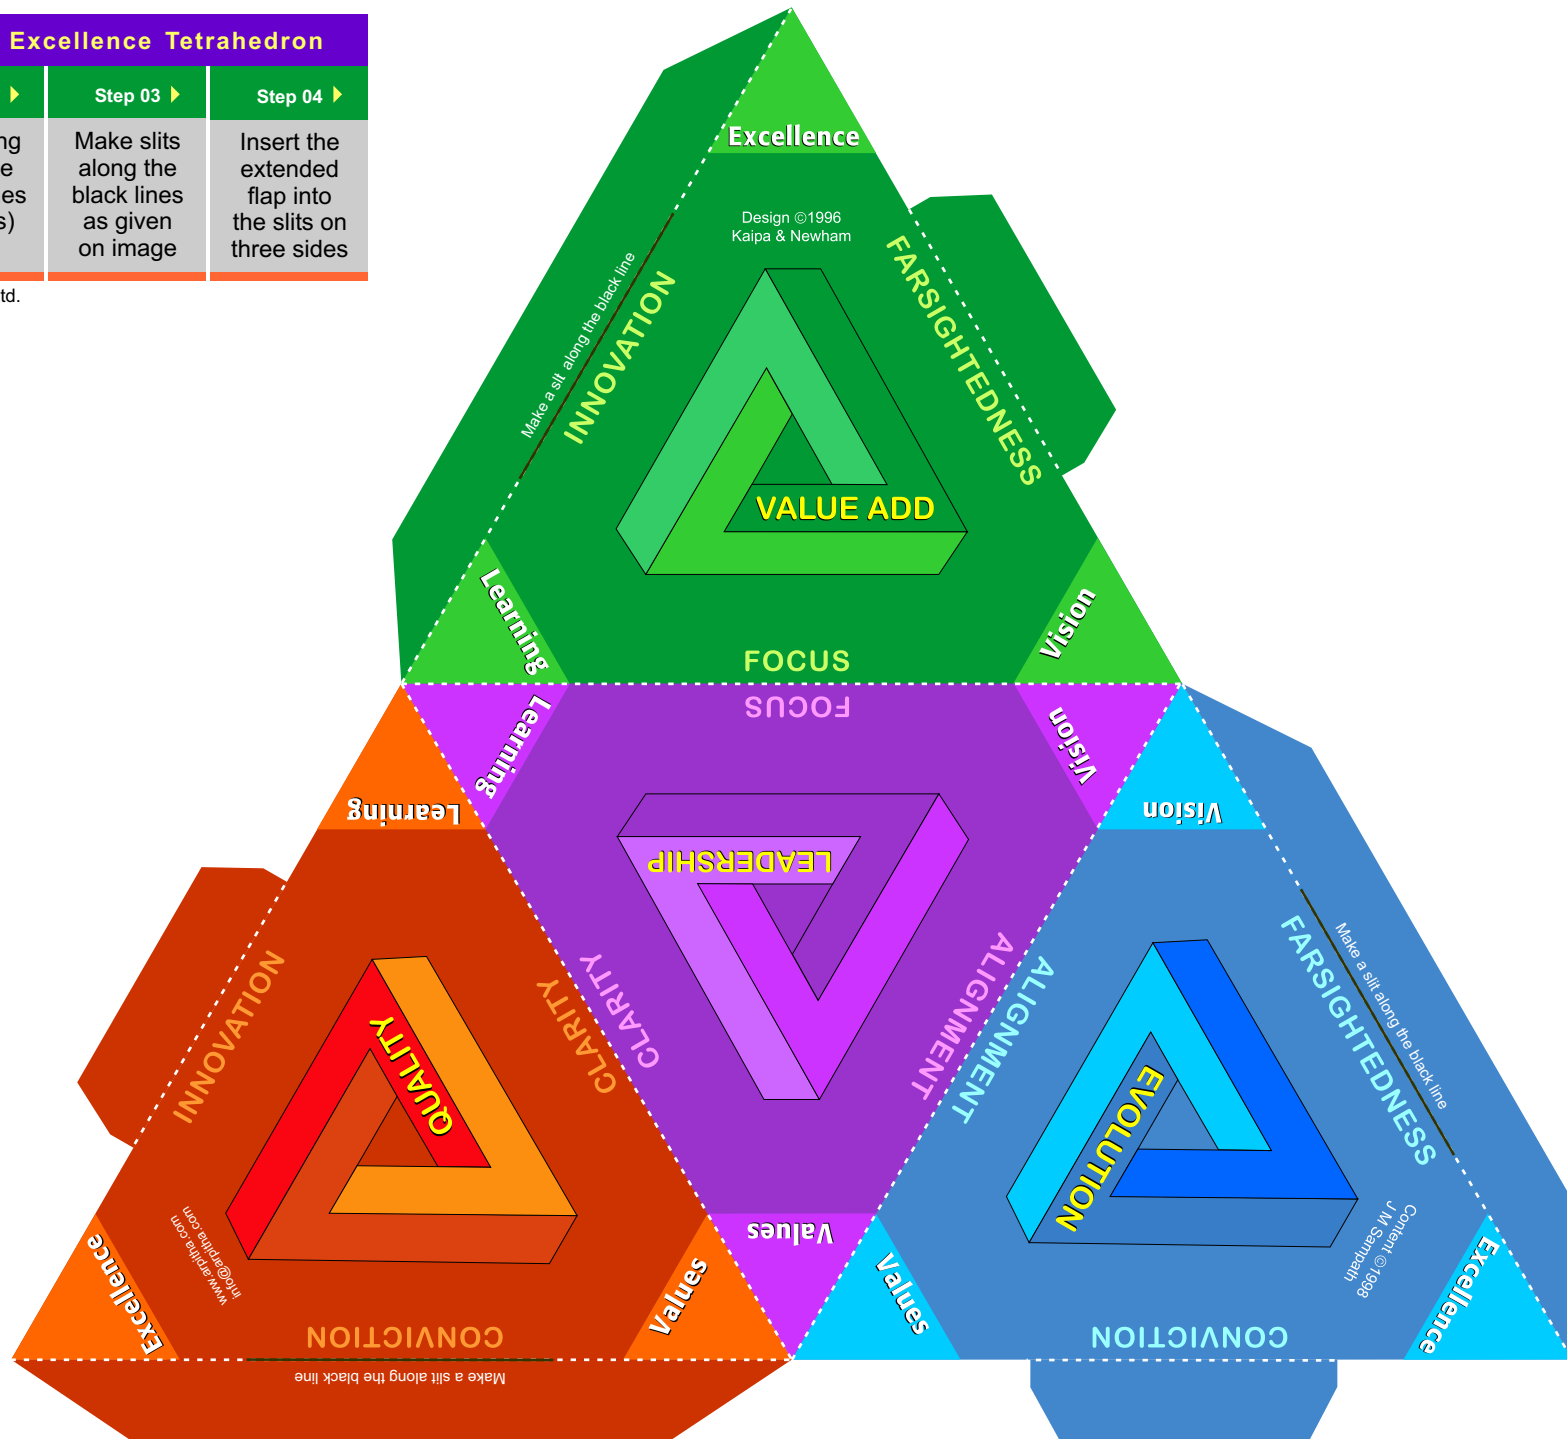 Excellence Tetrahedron
Step 03
Step 04
ng
e
es
s)
Make slits
along the
black lines
as given
on image
Insert the
extended
flap into
the slits on
three sides
td.
Excellence
Design ©1996
Kaipa & Newham
Make a slit along the black line
INNOVATION
FARSIGHTEDNESS
VALUE ADD
Learning
Vision
FOCUS
FOCUS
Learning
Vision
Learning
Vision
LEADERSHIP
CLARITY
CLARITY
ALIGNMENT
ALIGNMENT
INNOVATION
QUALITY
EVOLUTION
FARSIGHTEDNESS
Make a slit along the black line
www.arpitha.com
info@arpitha.com
Content ©1998
J M Sampath
Excellence
Values
Values
Values
Excellence
CONVICTION
CONVICTION
Make a slit along the black line